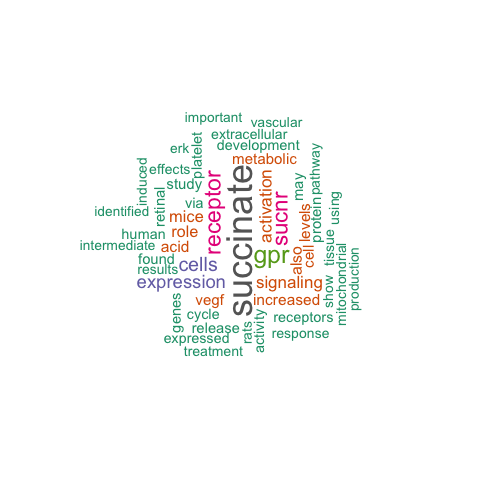 important
vascular
extracellular
erk
platelet
development
metabolic
induced
effects
study
receptor
succinate
activation
may
pathway
protein
retinal
via
sucnr
levels
using
identified
mice
role
human
intermediate
acid
found
cells
gpr
also
cell
tissue
results
expression
signaling
show
mitochondrial
production
genes
vegf
increased
cycle
release
receptors
expressed
rats
activity
response
treatment